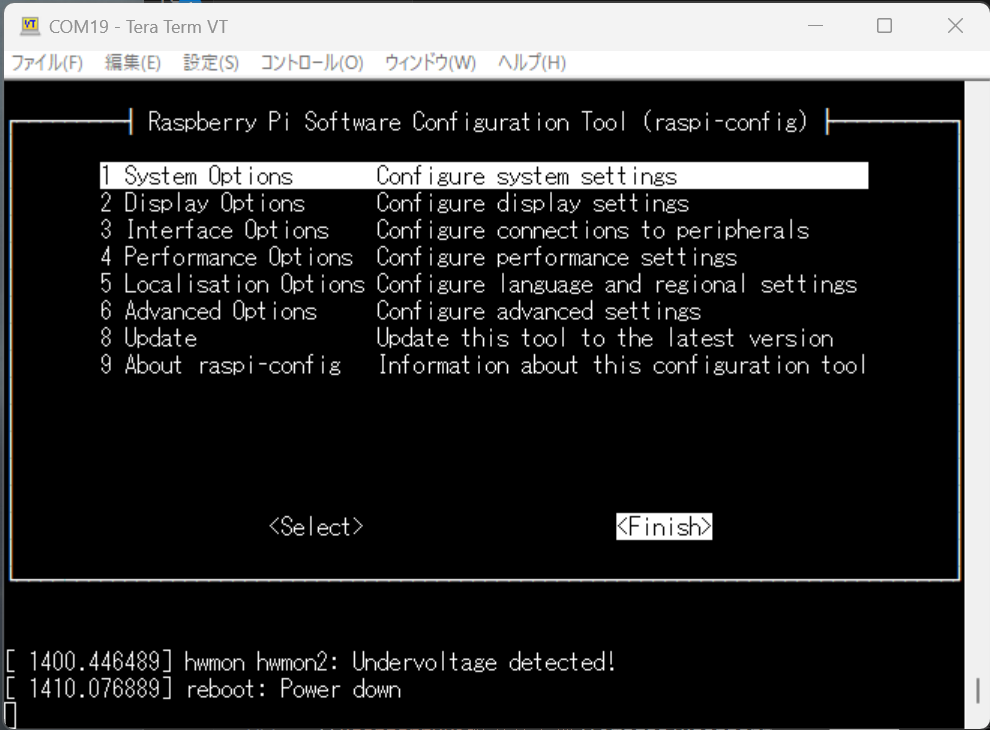 COM19 - Tera Term VT
ファイル(F) 編集(E) 設定(S) コントロール(O) ウィンドウ(W) ヘルプ(H)
Raspberry Pi Software Configuration Tool (raspi-config)
1 System Options Configure system settings
2 Display Options Configure display settings
3 Interface Options Configure connections to peripherals
4 Performance Options Configure performance settings
5 Localisation Options Configure language and regional settings
6 Advanced Options Configure advanced settings
8 Update Update this tool to the latest version
9 About raspi-config Information about this configuration tool
<Select> <Finish>
[ 1400.446489] hwmon hwmon2: Undervoltage detected!
[ 1410.076889] reboot: Power down